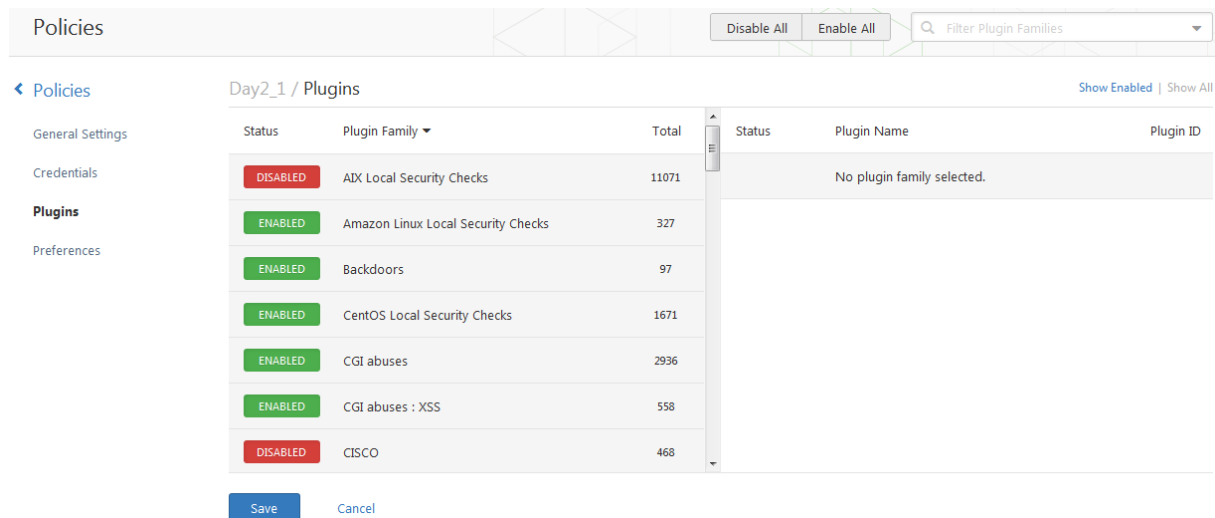 Policies
Disable All
Enable All
Filter Plugin Families
Policies
General Settings
Credentials
Plugins
Preferences
Day2_1 / Plugins
Show Enabled | Show All
Status Plugin Family Total
DISABLED AIX Local Security Checks 11071
ENABLED Amazon Linux Local Security Checks 327
ENABLED Backdoors 97
ENABLED CentOS Local Security Checks 1671
ENABLED CGI abuses 2936
ENABLED CGI abuses : XSS 558
DISABLED CISCO 468
Status Plugin Name Plugin ID
No plugin family selected.
Save
Cancel